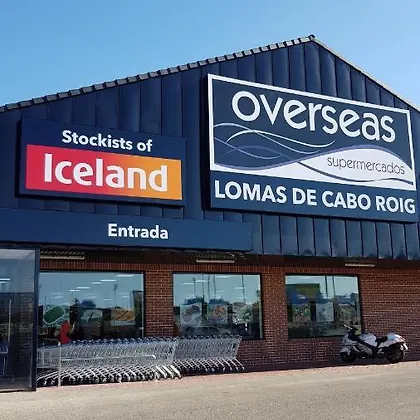 Stockists of
Iceland
Entrada
overseas
supermercados
LOMAS DE CABO ROIG